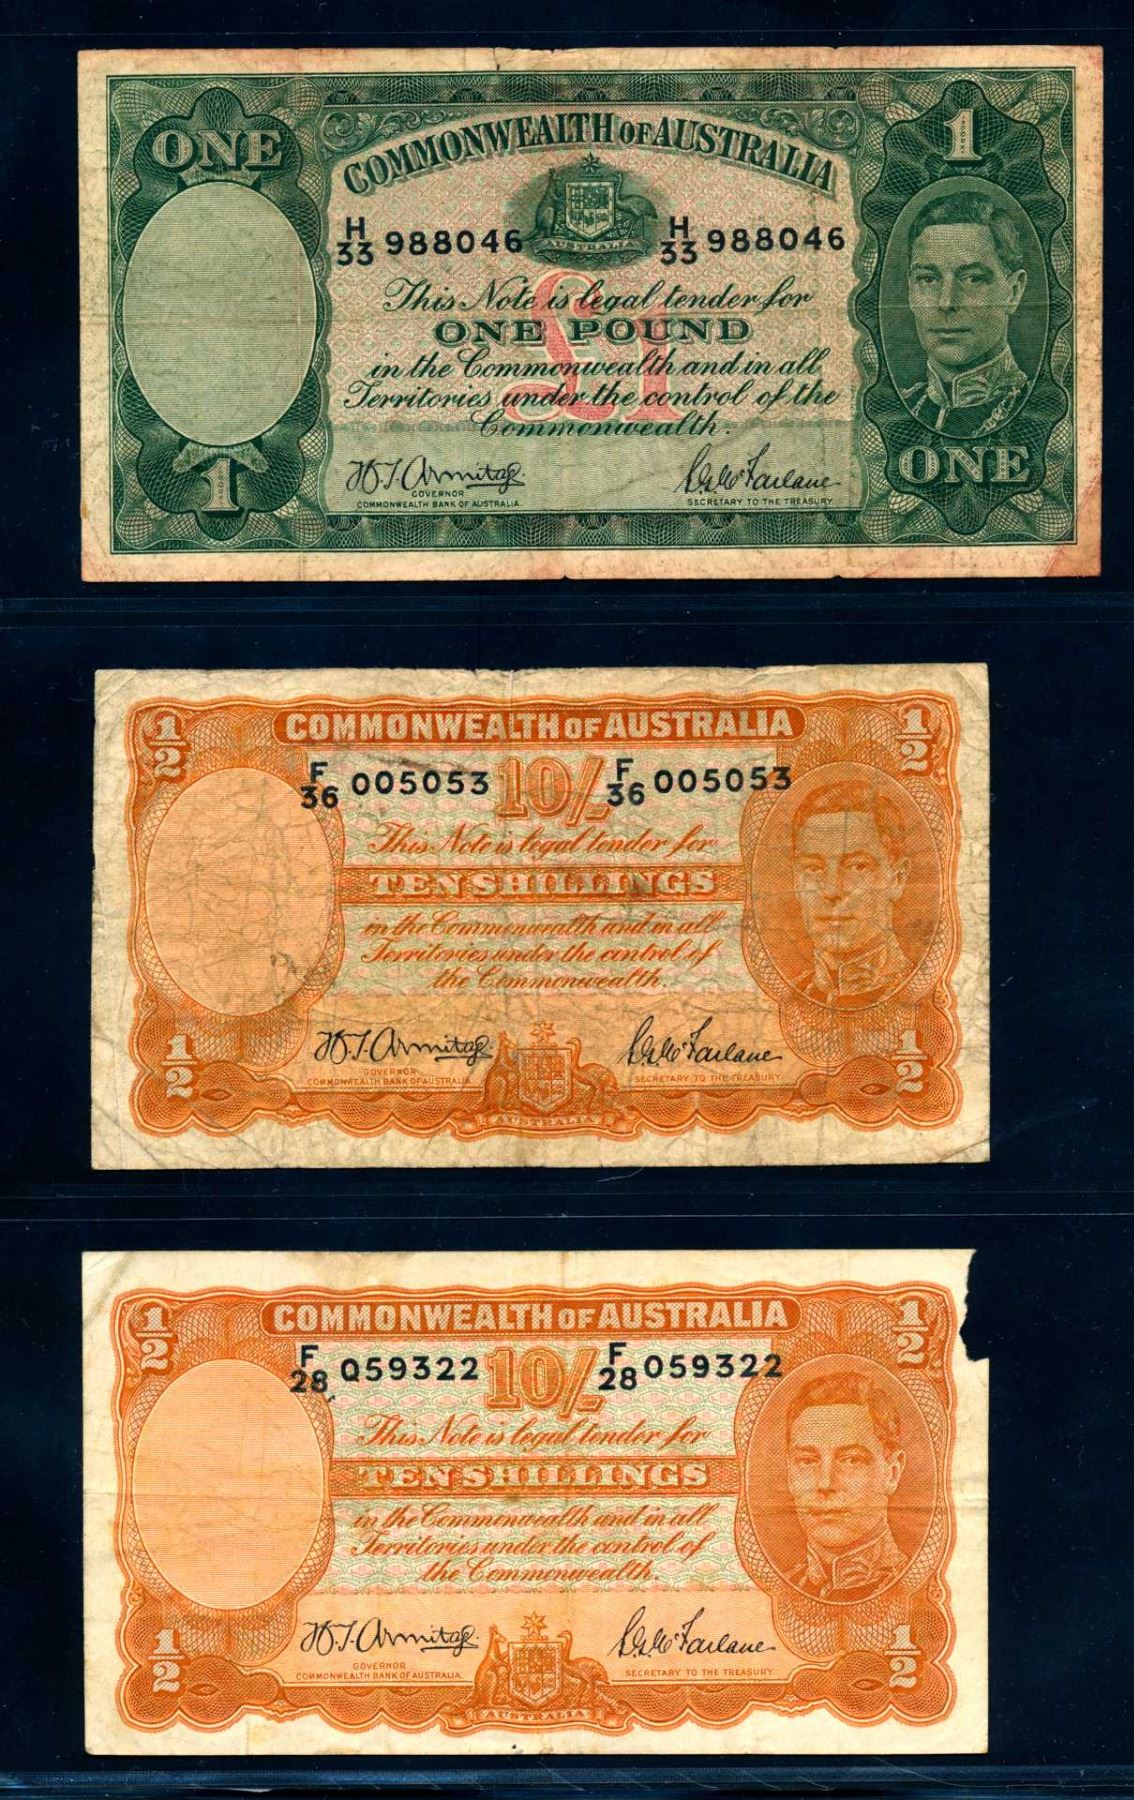 ONE
1
COMMONWEALTH OF AUSTRALIA
H/33 988046 H/33 988046
AUSTRALIA
This Note is legal tender for
£1
ONE POUND
in the Commonwealth and in all
Territories under the control of the
Commonwealth.
H.T. Armitage D.McFarlane
GOVERNOR
COMMONWEALTH BANK OF AUSTRALIA. SECRETARY TO THE TREASURY
1
ONE
1/2 COMMONWEALTH OF AUSTRALIA 1/2
F/36 005053 10/- F/36 005053
This Note is legal tender for
TEN SHILLINGS
in the Commonwealth and in all
Territories under the control of
the Commonwealth.
H.T. Armitage McFarlane
GOVERNOR
COMMONWEALTH BANK OF AUSTRALIA. SECRETARY TO THE TREASURY
1/2 AUSTRALIA 1/2
1/2 COMMONWEALTH OF AUSTRALIA 1/2
F/28 059322 10/- F/28 059322
This Note is legal tender for
TEN SHILLINGS
in the Commonwealth and in all
Territories under the control of
the Commonwealth.
H.T. Armitage McFarlane
GOVERNOR
COMMONWEALTH BANK OF AUSTRALIA. SECRETARY TO THE TREASURY
1/2 AUSTRALIA 1/2